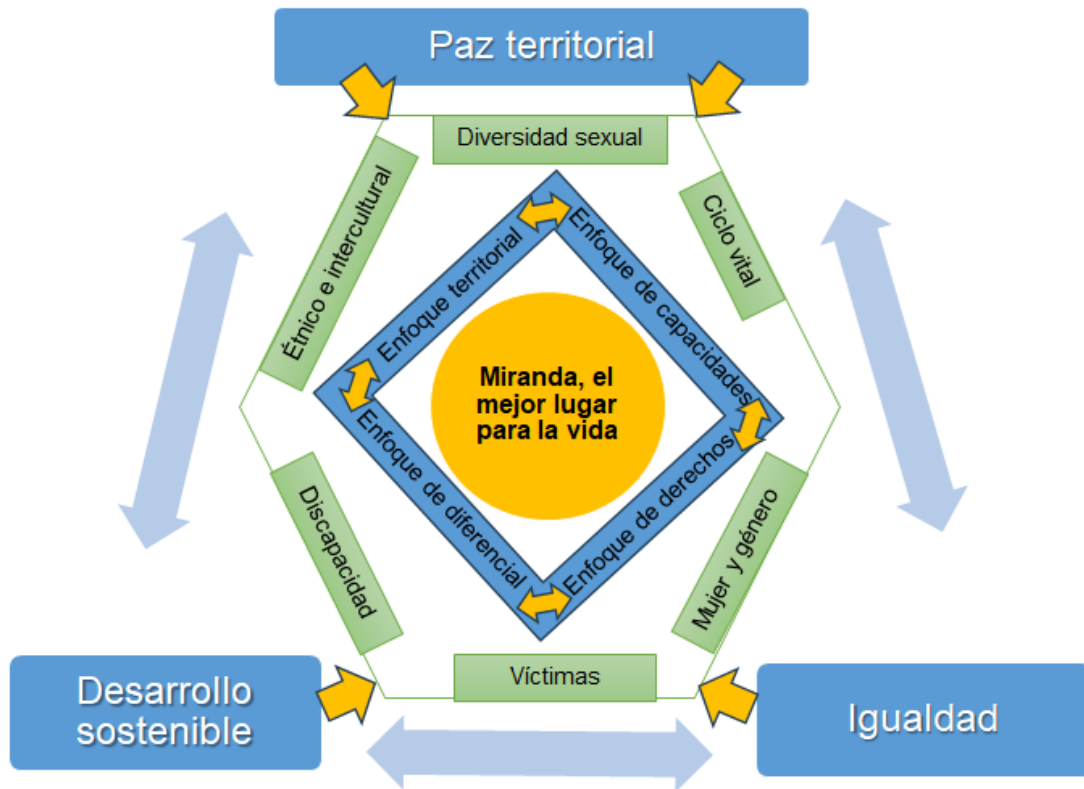 Paz territorial
Diversidad sexual
Étnico e intercultural
Ciclo vital
Enfoque territorial
Enfoque de capacidades
Miranda, el
mejor lugar
para la vida
Enfoque de diferencial
Enfoque de derechos
Discapacidad
Mujer y género
Víctimas
Desarrollo
sostenible
Igualdad